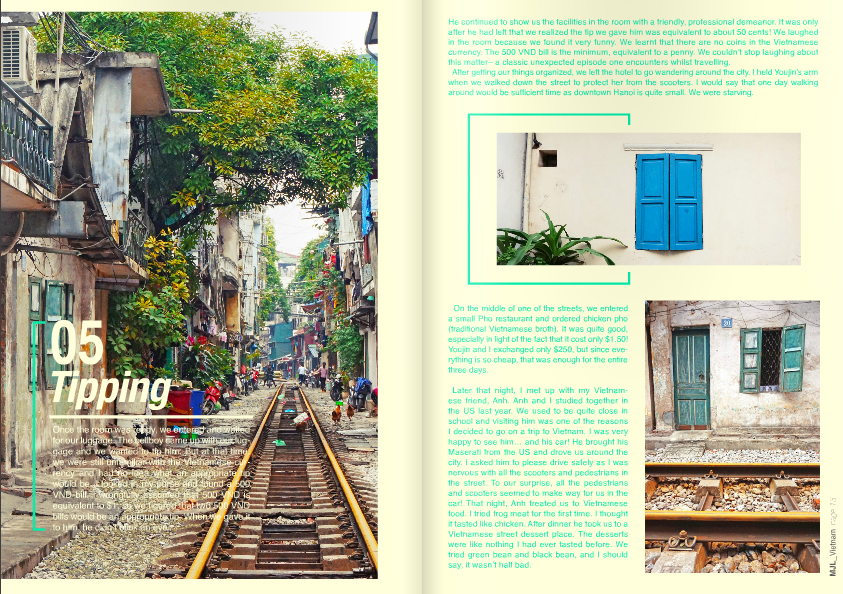 05
Tipping
Once the room was ready, we entered and waited
for our luggage. The bellboy came up with our lug-
gage and we wanted to tip him. But at that time,
we were still unfamiliar with the Vietnamese cur-
rency and had no idea what an appropriate tip
would be. I looked in my purse and found a 500
VND bill. I wrongfully assumed that 500 VND is
equivalent to $1, so we figured that two 500 VND
bills would be an appropriate tip. When we gave it
to him, he didn't
He continued to show us the facilities in the room with a friendly, professional demeanor. It was only
after he had left that we realized the tip we gave him was equivalent to about 50 cents! We laughed
in the room because we found it very funny. We learnt that there are no coins in the Vietnamese
currency. The 500 VND bill is the minimum, equivalent to a penny. We couldn't stop laughing about
this matter– a classic unexpected episode one encounters whilst travelling.
After getting our things organized, we left the hotel to go wandering around the city. I held Youjin's arm
when we walked down the street to protect her from the scooters. I would say that one day walking
around would be sufficient time as downtown Hanoi is quite small. We were starving.
On the middle of one of the streets, we entered
a small Pho restaurant and ordered chicken pho
(traditional Vietnamese broth). It was quite good,
especially in light of the fact that it cost only $1.50!
Youjin and I exchanged only $250, but since eve-
rything is so cheap, that was enough for the entire
three days.
Later that night, I met up with my Vietnam-
ese friend, Anh. Anh and I studied together in
the US last year. We used to be quite close in
school and visiting him was one of the reasons
I decided to go on a trip to Vietnam. I was very
happy to see him... and his car! He brought his
Maserati from the US and drove us around the
city. I asked him to please drive safely as I was
nervous with all the scooters and pedestrians in
the street. To our surprise, all the pedestrians
and scooters seemed to make way for us in the
car! That night, Anh treated us to Vietnamese
food. I tried frog meat for the first time. I thought
it tasted like chicken. After dinner he took us to a
Vietnamese street dessert place. The desserts
were like nothing I had ever tasted before. We
tried green bean and black bean, and I should
say, it wasn't half bad.
MJL_Vietnam page